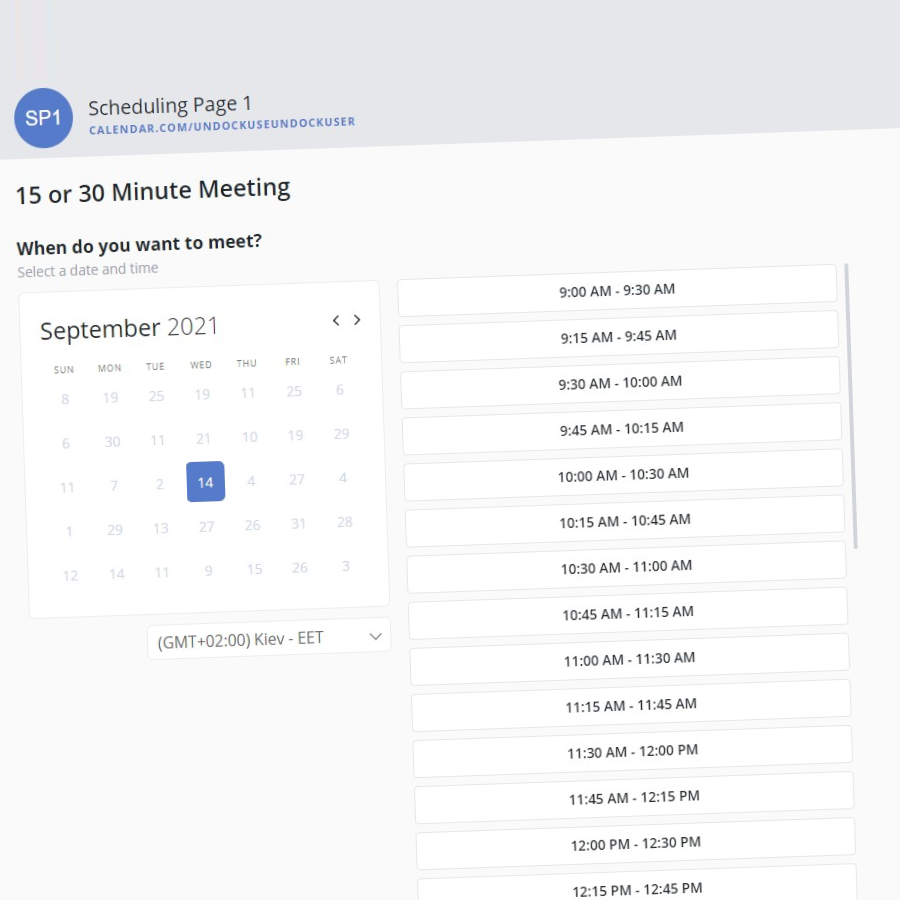 SP1
Scheduling Page 1
CALENDAR.COM/UNDOCKUSEUNDOCKUSER
15 or 30 Minute Meeting
When do you want to meet?
Select a date and time
September 2021
SUN MON TUE WED THU FRI SAT
8 19 25 19 11 25 6
6 30 11 21 10 19 29
11 7 2 14 4 27 4
1 29 13 27 26 31 28
12 14 11 9 15 26 3
(GMT+02:00) Kiev - EET
9:00 AM - 9:30 AM
9:15 AM - 9:45 AM
9:30 AM - 10:00 AM
9:45 AM - 10:15 AM
10:00 AM - 10:30 AM
10:15 AM - 10:45 AM
10:30 AM - 11:00 AM
10:45 AM - 11:15 AM
11:00 AM - 11:30 AM
11:15 AM - 11:45 AM
11:30 AM - 12:00 PM
11:45 AM - 12:15 PM
12:00 PM - 12:30 PM
12:15 PM - 12:45 PM